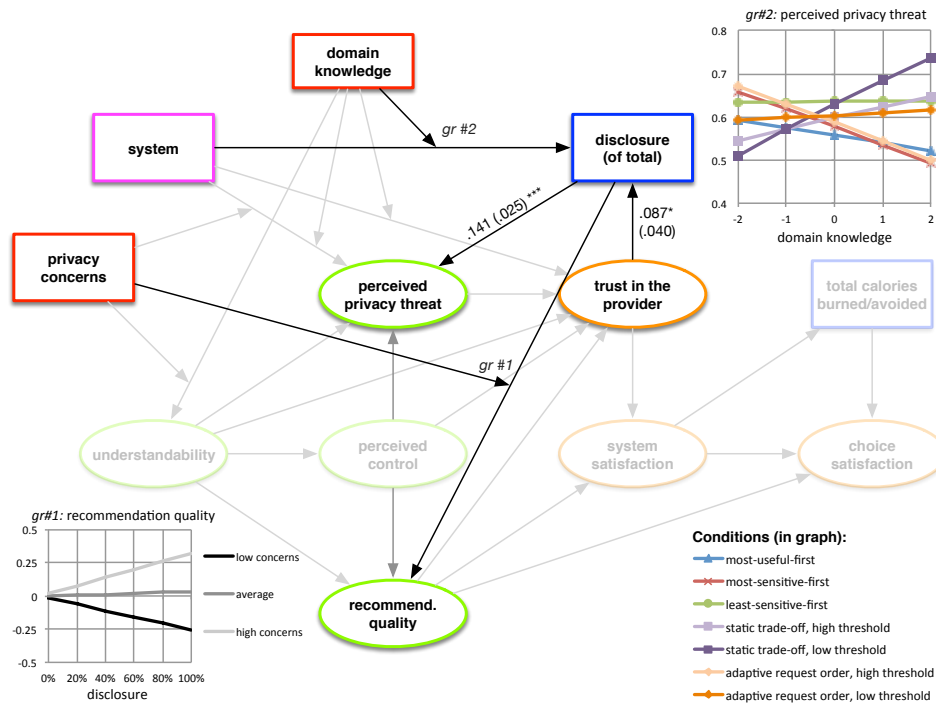 domain
knowledge
gr #2
system
disclosure
(of total)
.141 (.025) ***
.087*
(.040)
privacy
concerns
perceived
privacy threat
trust in the
provider
total calories
burned/avoided
gr #1
understandability
perceived
control
system
satisfaction
choice
satisfaction
recommend.
quality
gr#2: perceived privacy threat
0.8
0.7
0.6
0.5
0.4
-2
-1
0
1
2
domain knowledge
gr#1: recommendation quality
0.5
0.25
0
-0.25
-0.5
0% 20% 40% 60% 80% 100%
disclosure
low concerns
average
high concerns
Conditions (in graph):
most-useful-first
most-sensitive-first
least-sensitive-first
static trade-off, high threshold
static trade-off, low threshold
adaptive request order, high threshold
adaptive request order, low threshold